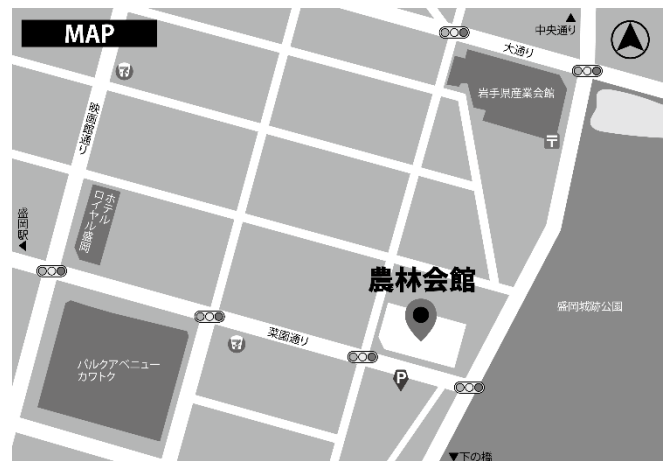 MAP
中央通り
大通り
岩手県産業会館
〒
映画館通り
ホテル
ロイヤル盛岡
盛岡駅
農林会館
盛岡城跡公園
菜園通り
パルクアベニュー
カワトク
P
▼下の橋